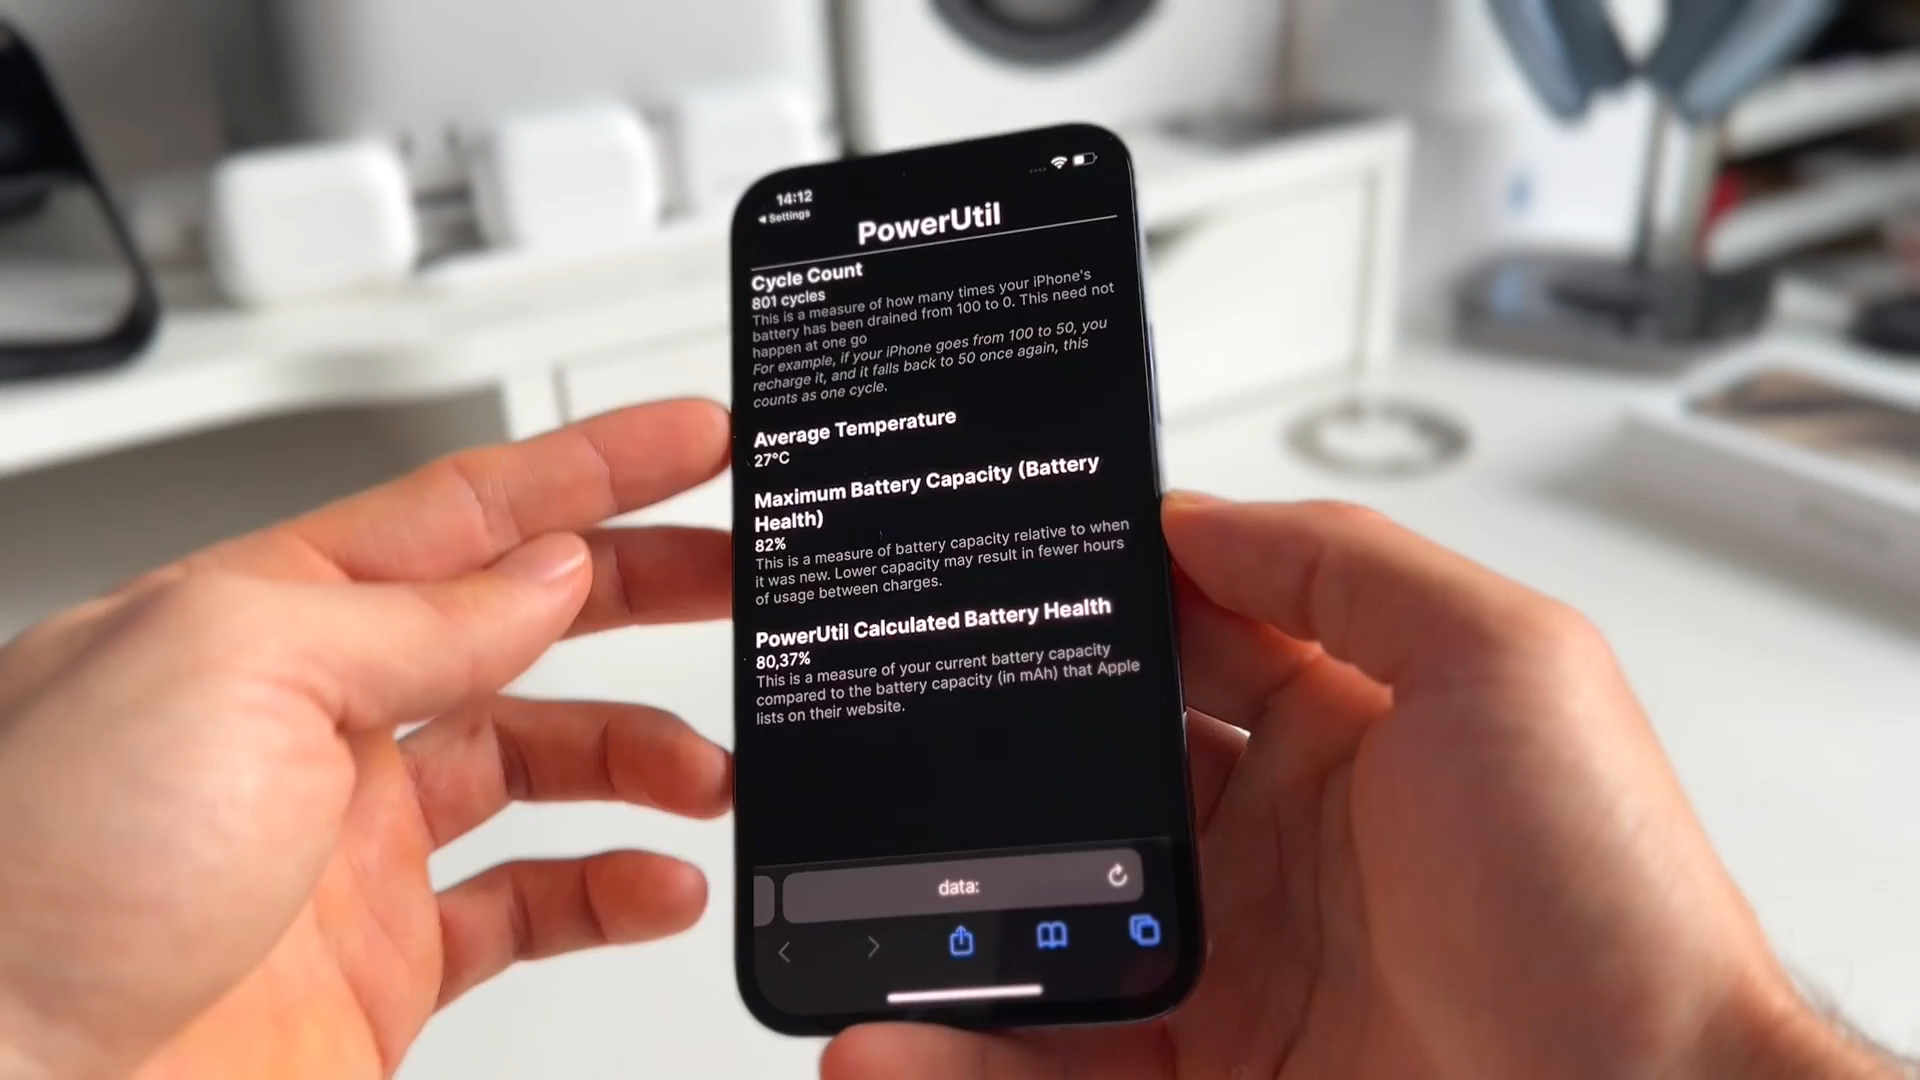 14:12
◀ Settings
PowerUtil
Cycle Count
801 cycles
This is a measure of how many times your iPhone's
battery has been drained from 100 to 0. This need not
happen at one go
For example, if your iPhone goes from 100 to 50, you
recharge it, and it falls back to 50 once again, this
counts as one cycle.
Average Temperature
27°C
Maximum Battery Capacity (Battery
Health)
82%
This is a measure of battery capacity relative to when
it was new. Lower capacity may result in fewer hours
of usage between charges.
PowerUtil Calculated Battery Health
80,37%
This is a measure of your current battery capacity
compared to the battery capacity (in mAh) that Apple
lists on their website.
data: